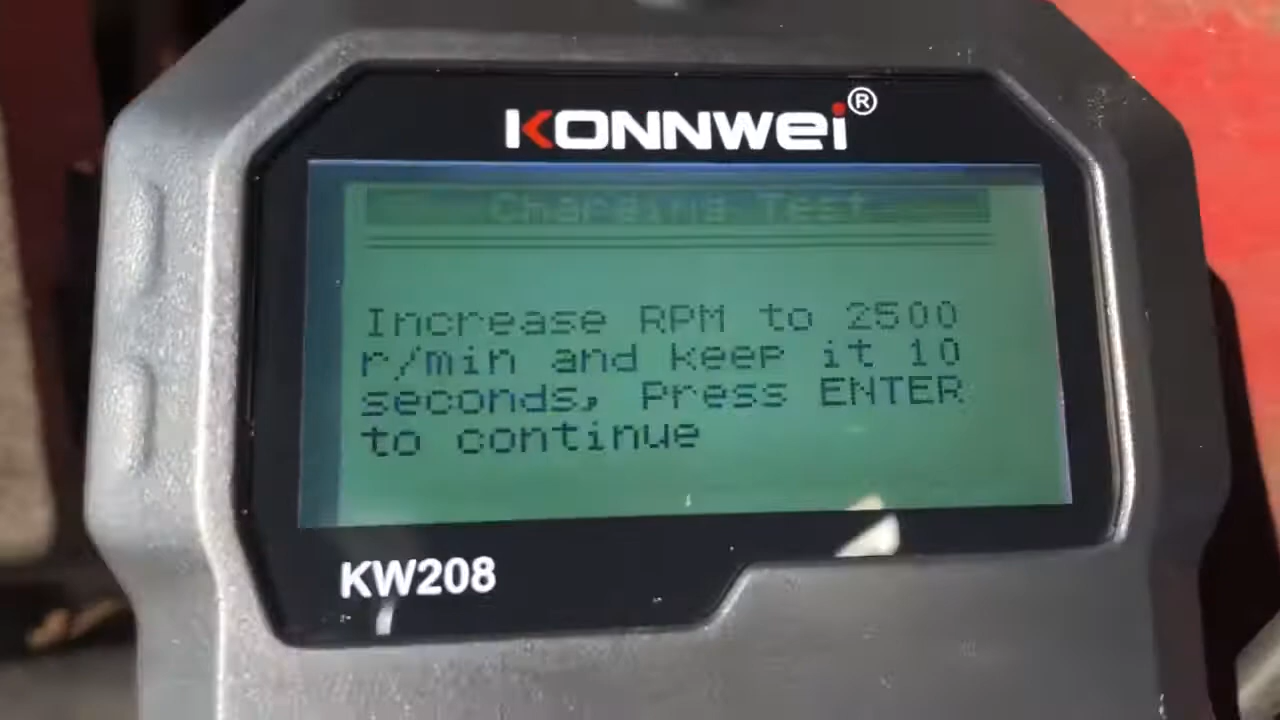 KONNWEI®
Charging Test
Increase RPM to 2500
r/min and keep it 10
seconds, Press ENTER
to continue
KW208